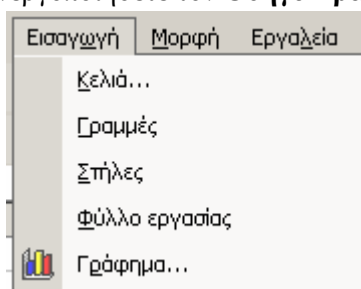 Εισαγωγή Μορφή Εργαλεία
Κελιά...
Γραμμές
Στήλες
Φύλλο εργασίας
Γράφημα...